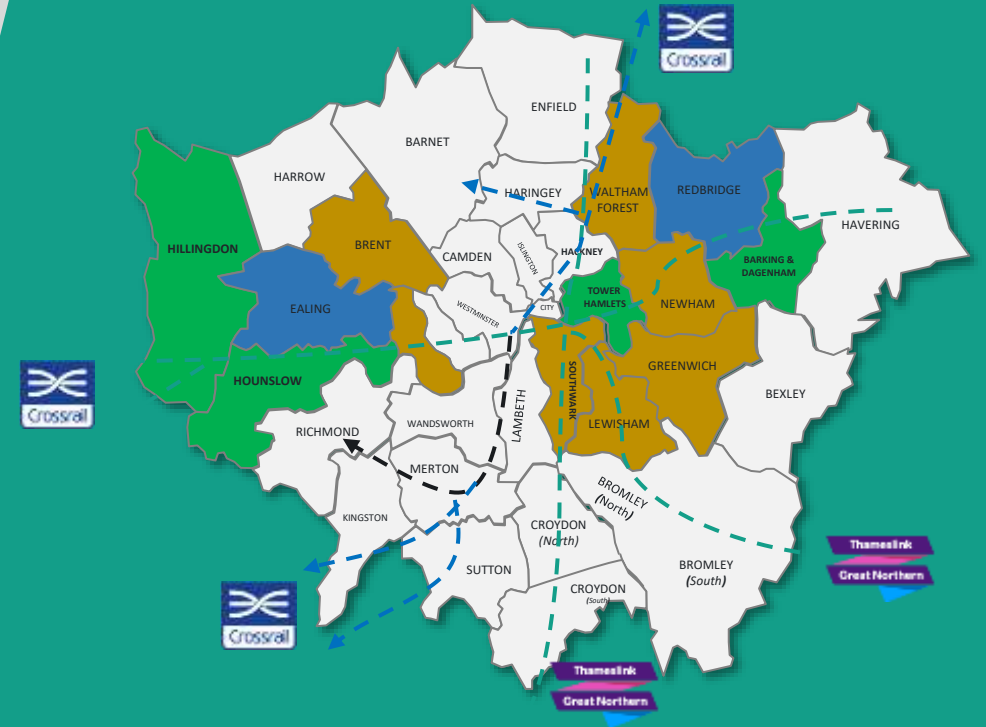 Crossrail
ENFIELD
BARNET
HARROW
HARINGEY
WALTHAM
FOREST
REDBRIDGE
HAVERING
HILLINGDON
BRENT
CAMDEN
ISLINGTON
HACKNEY
BARKING &
DAGENHAM
EALING
WESTMINSTER
CITY
TOWER
HAMLETS
NEWHAM
Crossrail
HOUNSLOW
SOUTHWARK
GREENWICH
BEXLEY
RICHMOND
WANDSWORTH
LAMBETH
LEWISHAM
MERTON
KINGSTON
CROYDON
(North)
BROMLEY
(North)
Thameslink
Great Northern
SUTTON
CROYDON
(South)
BROMLEY
(South)
Crossrail
Thameslink
Great Northern